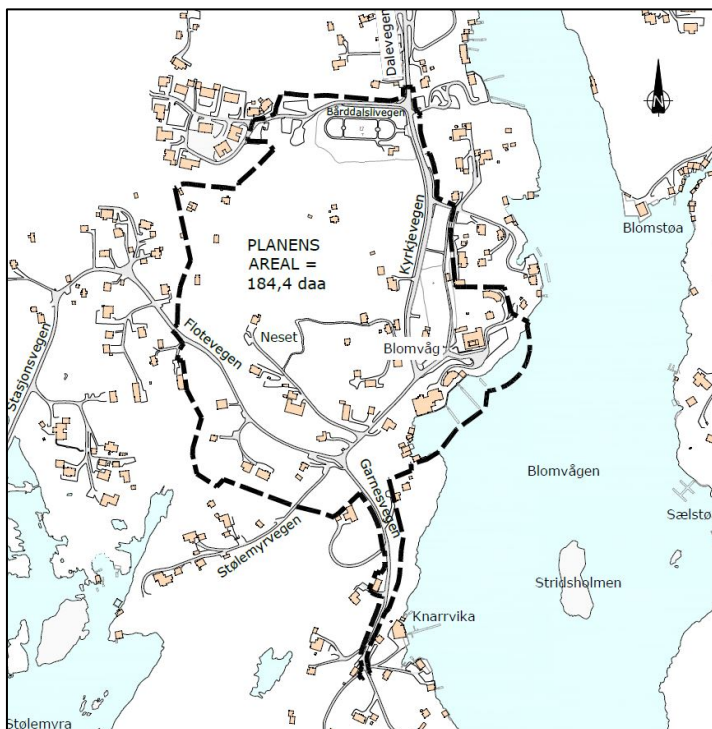 Dalevegen
N
Bårddalslivegen
Blomstøa
Kyrkjevegen
PLANENS
AREAL =
184,4 daa
Stasjonsvegen
Flotevegen
Neset
Blomvåg
Blomvågen
Garnesvegen
Sælstø
Stølemyrvegen
Stridsholmen
Knarrvika
Stølemyra